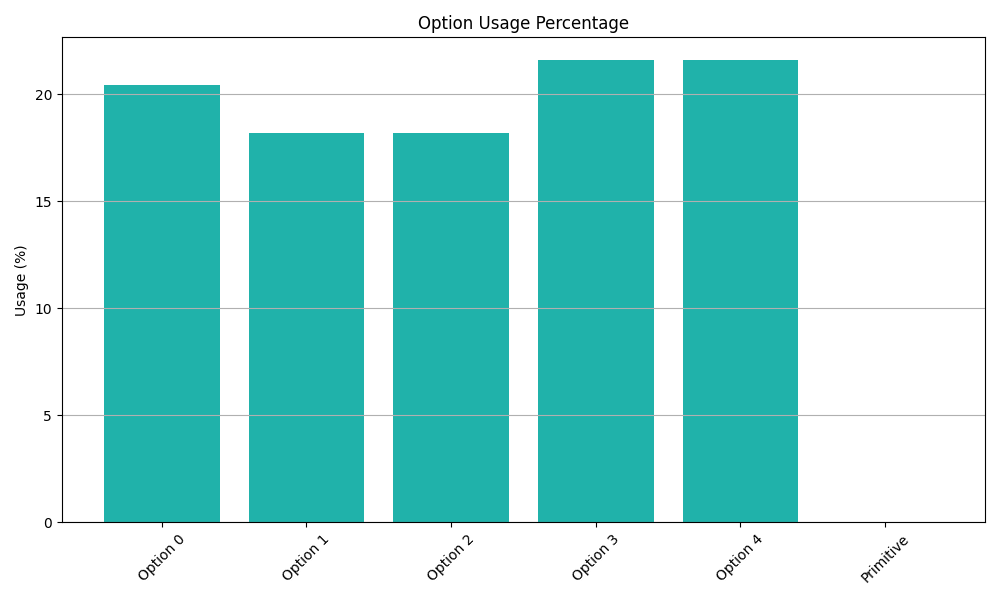 Option Usage Percentage
Usage (%)
20
15
10
5
0
Option 0
Option 1
Option 2
Option 3
Option 4
Primitive